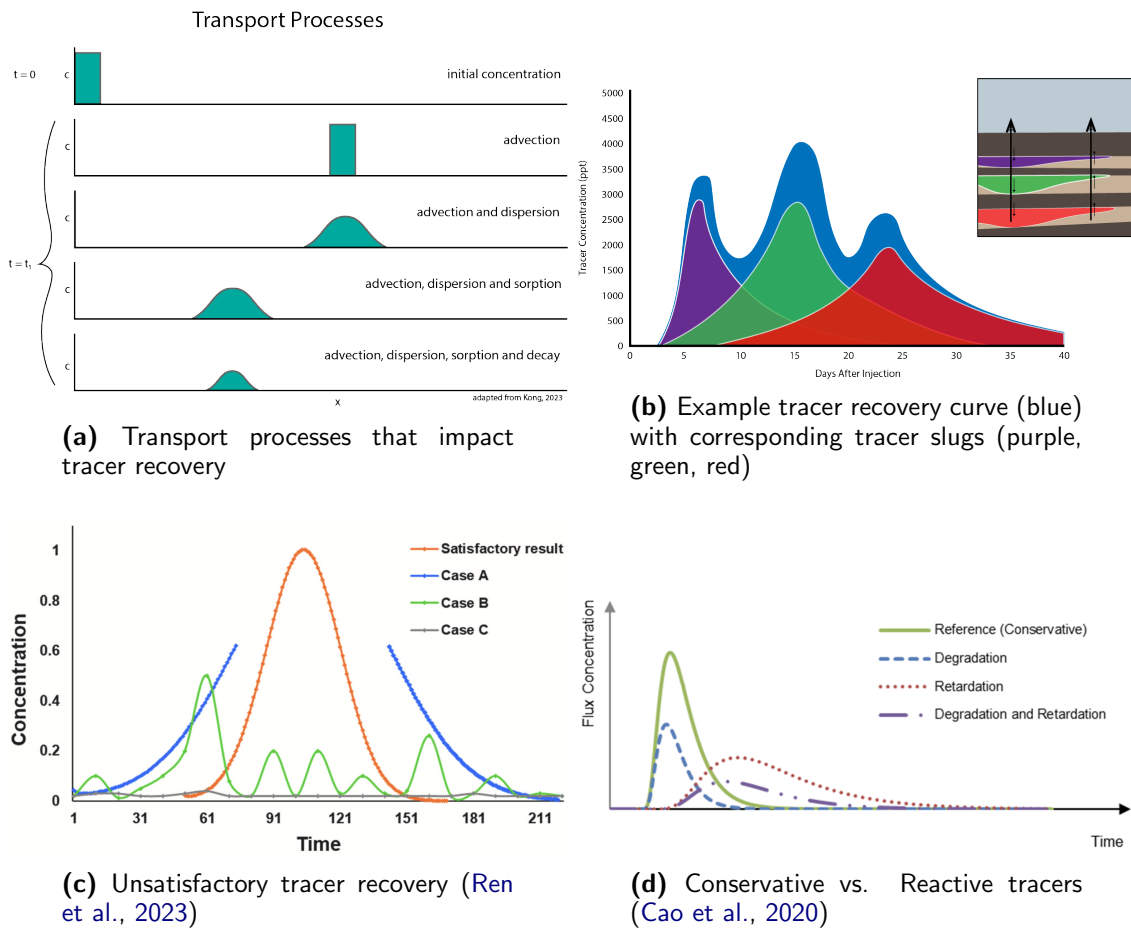 Transport Processes
t = 0
c
initial concentration
c
advection
c
advection and dispersion
t = t₁
c
advection, dispersion and sorption
c
advection, dispersion, sorption and decay
x
adapted from Kong, 2023
(a) Transport processes that impact
tracer recovery
Tracer Concentration (ppt)
5000
4500
4000
3500
3000
2500
2000
1500
1000
500
0
0 5 10 15 20 25 30 35 40
Days After Injection
(b) Example tracer recovery curve (blue)
with corresponding tracer slugs (purple,
green, red)
Concentration
1
0.8
0.6
0.4
0.2
0
1 31 61 91 121 151 181 211
Time
Satisfactory result
Case A
Case B
Case C
(c) Unsatisfactory tracer recovery (Ren
et al., 2023)
Flux Concentration
Reference (Conservative)
Degradation
Retardation
Degradation and Retardation
Time
(d) Conservative vs. Reactive tracers
(Cao et al., 2020)